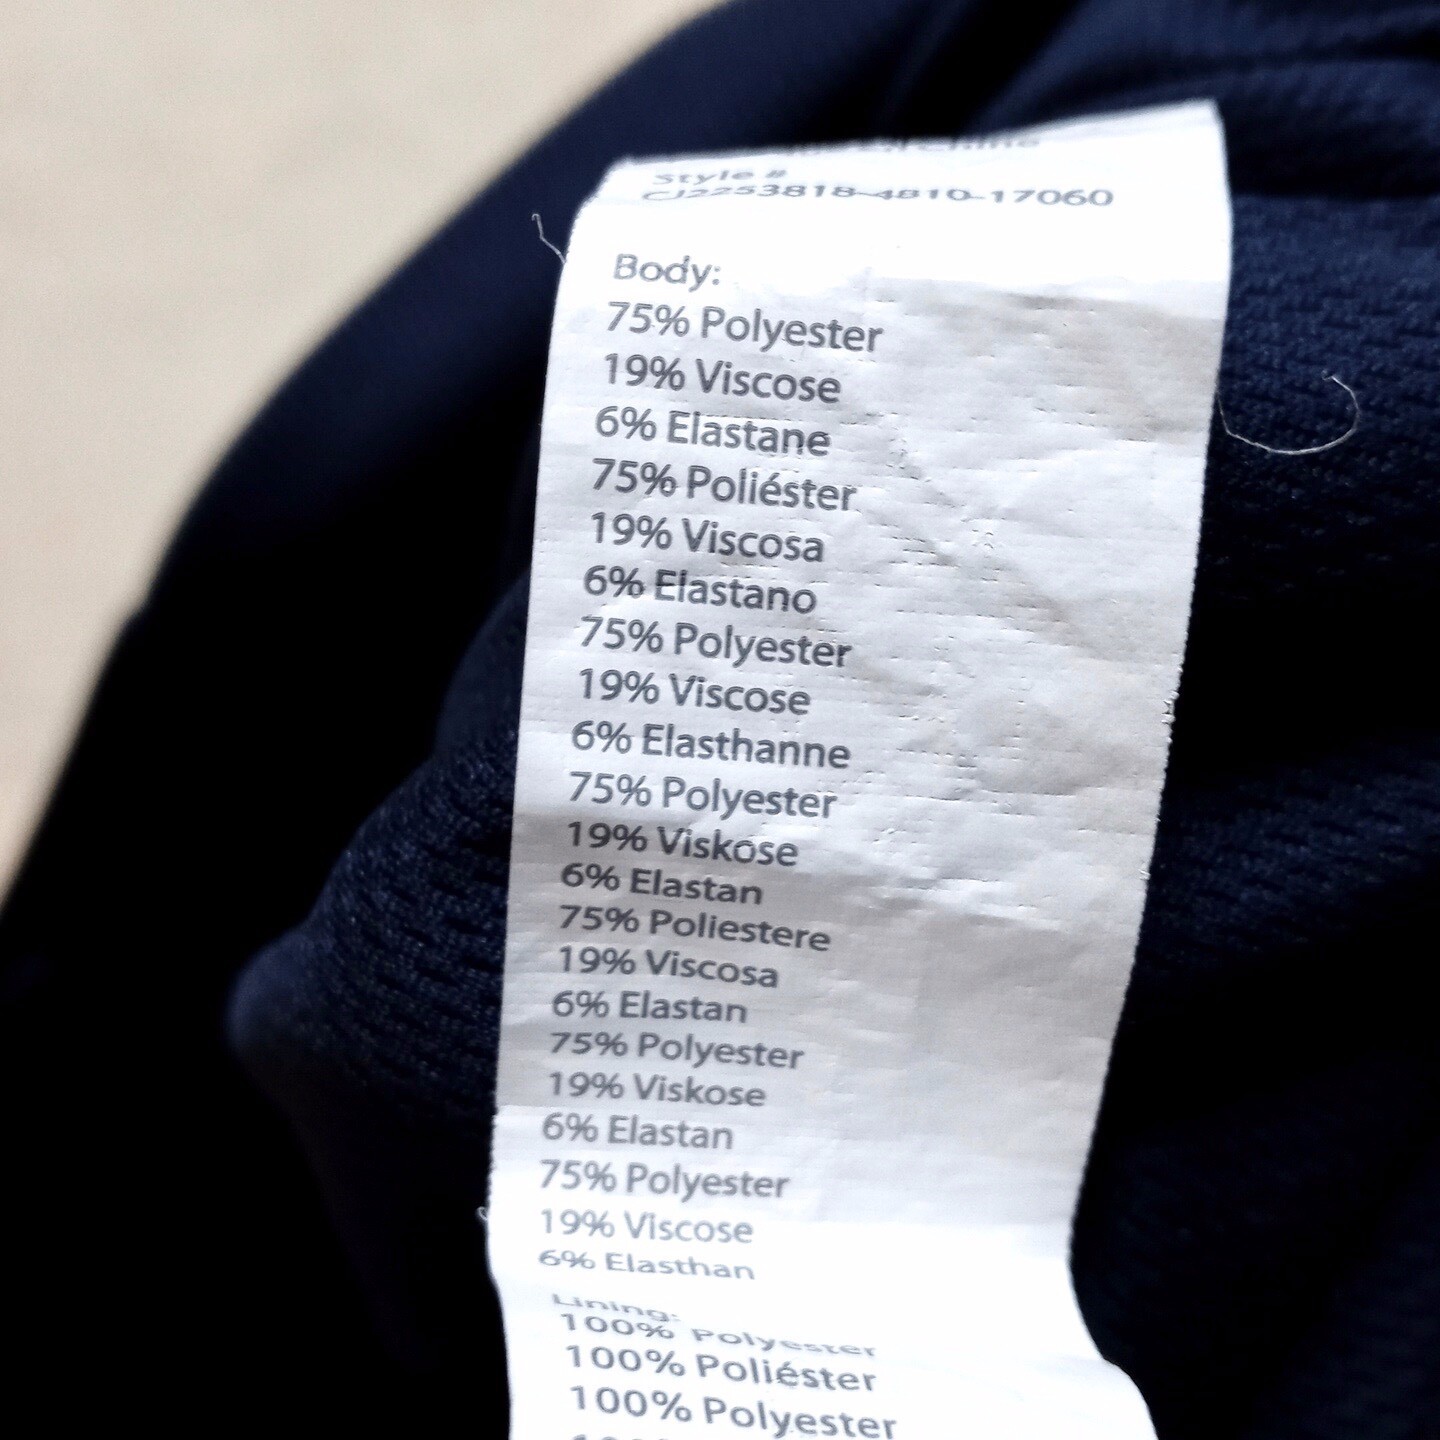 Style #
CJ2253818-4810-17060
Body:
75% Polyester
19% Viscose
6% Elastane
75% Poliéster
19% Viscosa
6% Elastano
75% Polyester
19% Viscose
6% Elasthanne
75% Polyester
19% Viskose
6% Elastan
75% Poliestere
19% Viscosa
6% Elastan
75% Polyester
19% Viskose
6% Elastan
75% Polyester
19% Viscose
6% Elasthan
Lining:
100% Polyester
100% Poliéster
100% Polyester